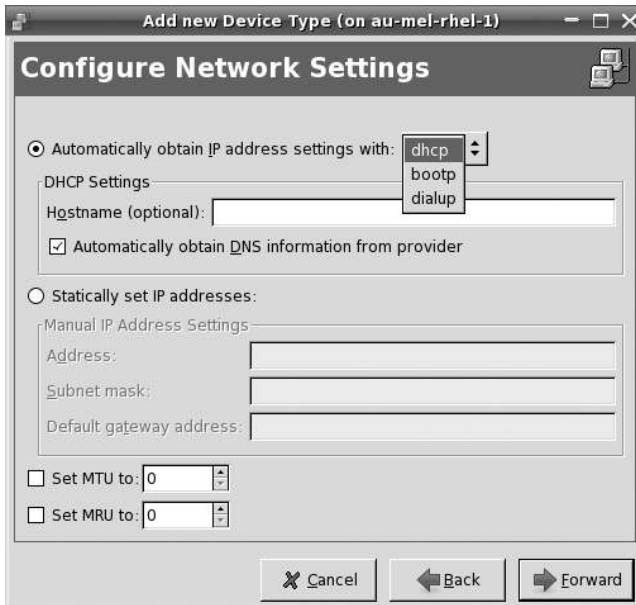 Add new Device Type (on au-mel-rhel-1)
Configure Network Settings
Automatically obtain IP address settings with: dhcp
bootp
dialup
DHCP Settings
Hostname (optional):
Automatically obtain DNS information from provider
Statically set IP addresses:
Manual IP Address Settings
Address:
Subnet mask:
Default gateway address:
Set MTU to: 0
Set MRU to: 0
Cancel Back Forward